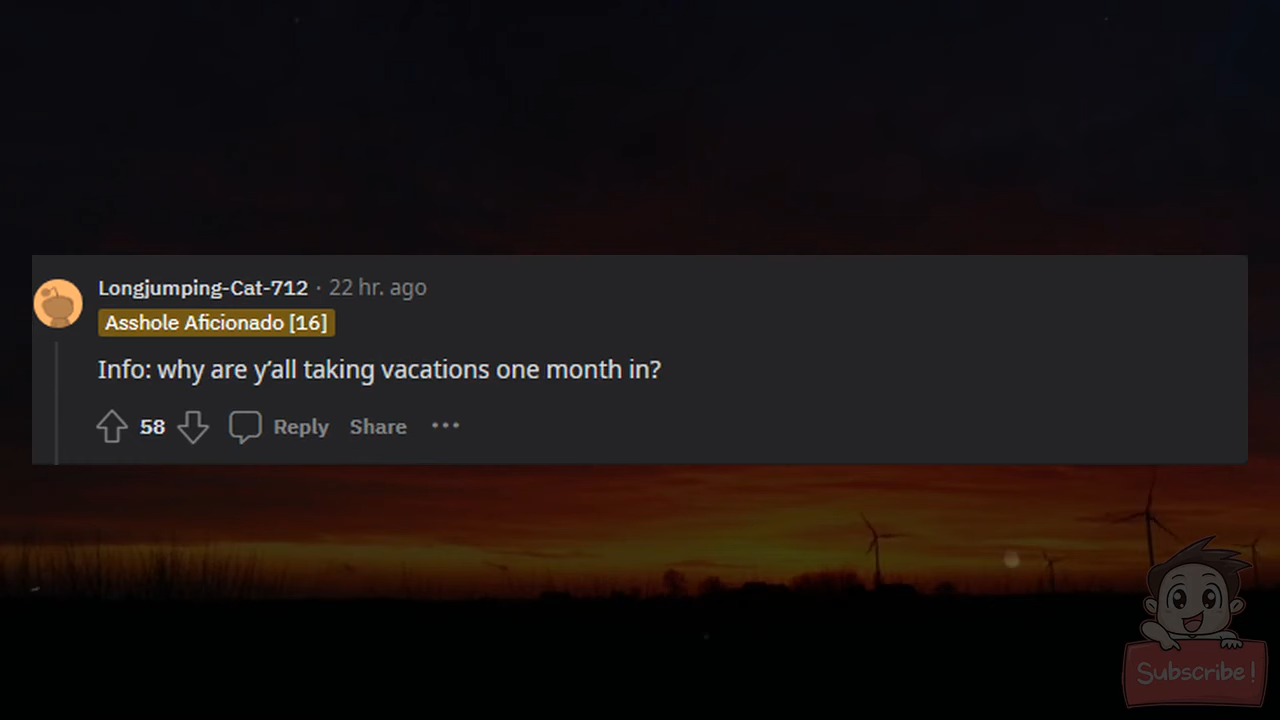 Longjumping-Cat-712 · 22 hr. ago
Asshole Aficionado [16]
Info: why are y’all taking vacations one month in?
58 Reply Share •••
Subscribe!